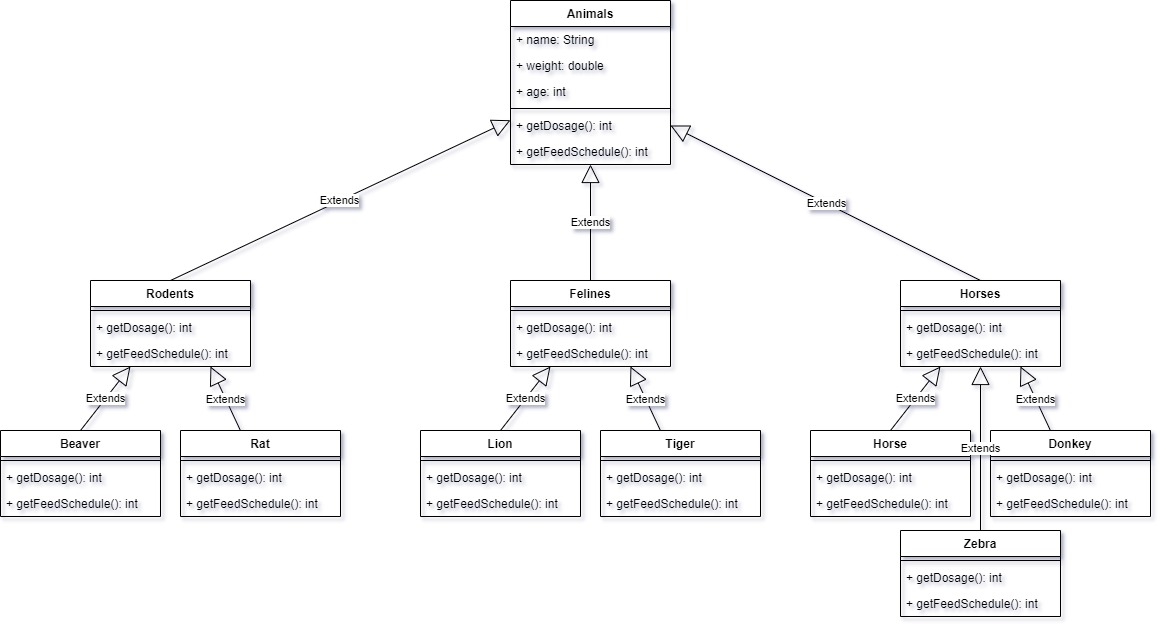 Animals
+ name: String
+ weight: double
+ age: int
+ getDosage(): int
+ getFeedSchedule(): int
Extends
Extends
Extends
Rodents
+ getDosage(): int
+ getFeedSchedule(): int
Felines
+ getDosage(): int
+ getFeedSchedule(): int
Horses
+ getDosage(): int
+ getFeedSchedule(): int
Extends
Extends
Extends
Extends
Extends
Extends
Extends
Beaver
+ getDosage(): int
+ getFeedSchedule(): int
Rat
+ getDosage(): int
+ getFeedSchedule(): int
Lion
+ getDosage(): int
+ getFeedSchedule(): int
Tiger
+ getDosage(): int
+ getFeedSchedule(): int
Horse
+ getDosage(): int
+ getFeedSchedule(): int
Donkey
+ getDosage(): int
+ getFeedSchedule(): int
Zebra
+ getDosage(): int
+ getFeedSchedule(): int